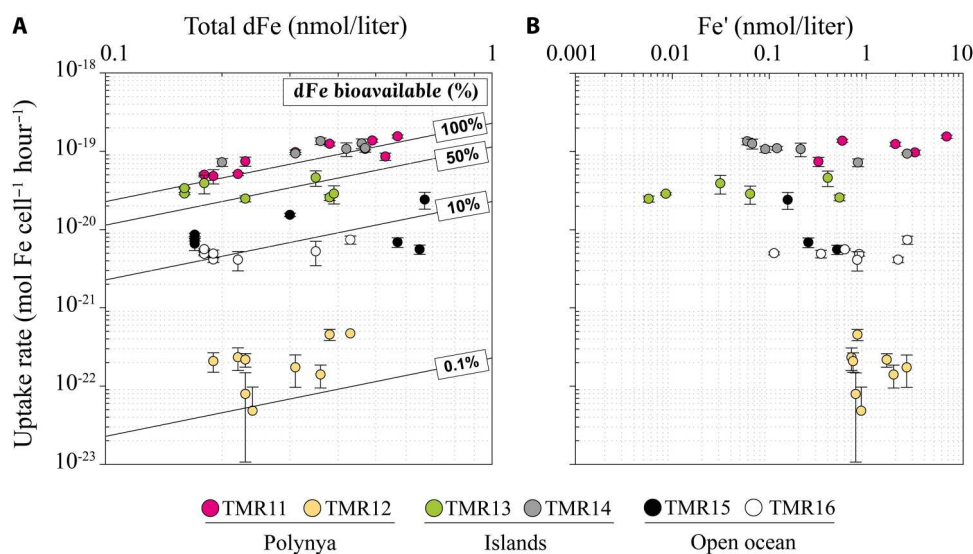 A
Total dFe (nmol/liter)
0.1
1
Uptake rate (mol Fe cell⁻¹ hour⁻¹)
10⁻¹⁸
10⁻¹⁹
10⁻²⁰
10⁻²¹
10⁻²²
10⁻²³
dFe bioavailable (%)
100%
50%
10%
0.1%
B
Fe' (nmol/liter)
0.001
0.01
0.1
1
10
TMR11
TMR12
TMR13
TMR14
TMR15
TMR16
Polynya
Islands
Open ocean